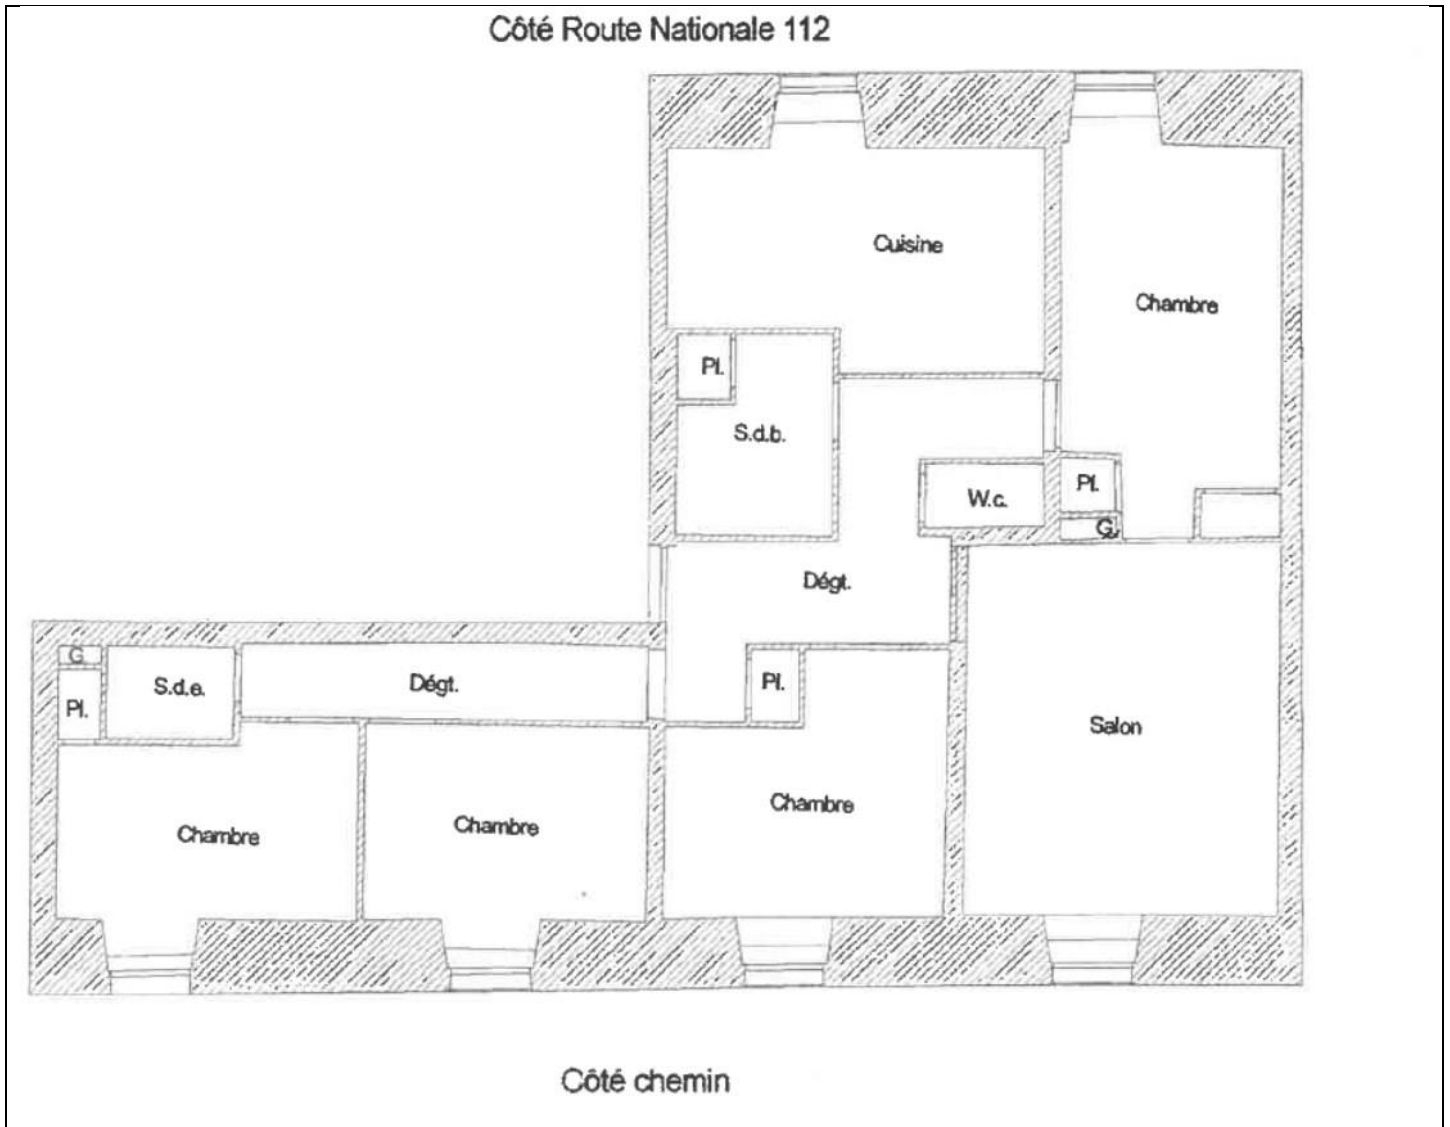 Côté Route Nationale 112
Cuisine
Chambre
Pl.
S.d.b.
Pl.
W.c.
G.
Dégt.
G.
S.d.e.
Dégt.
Pl.
Pl.
Salon
Chambre
Chambre
Chambre
Côté chemin